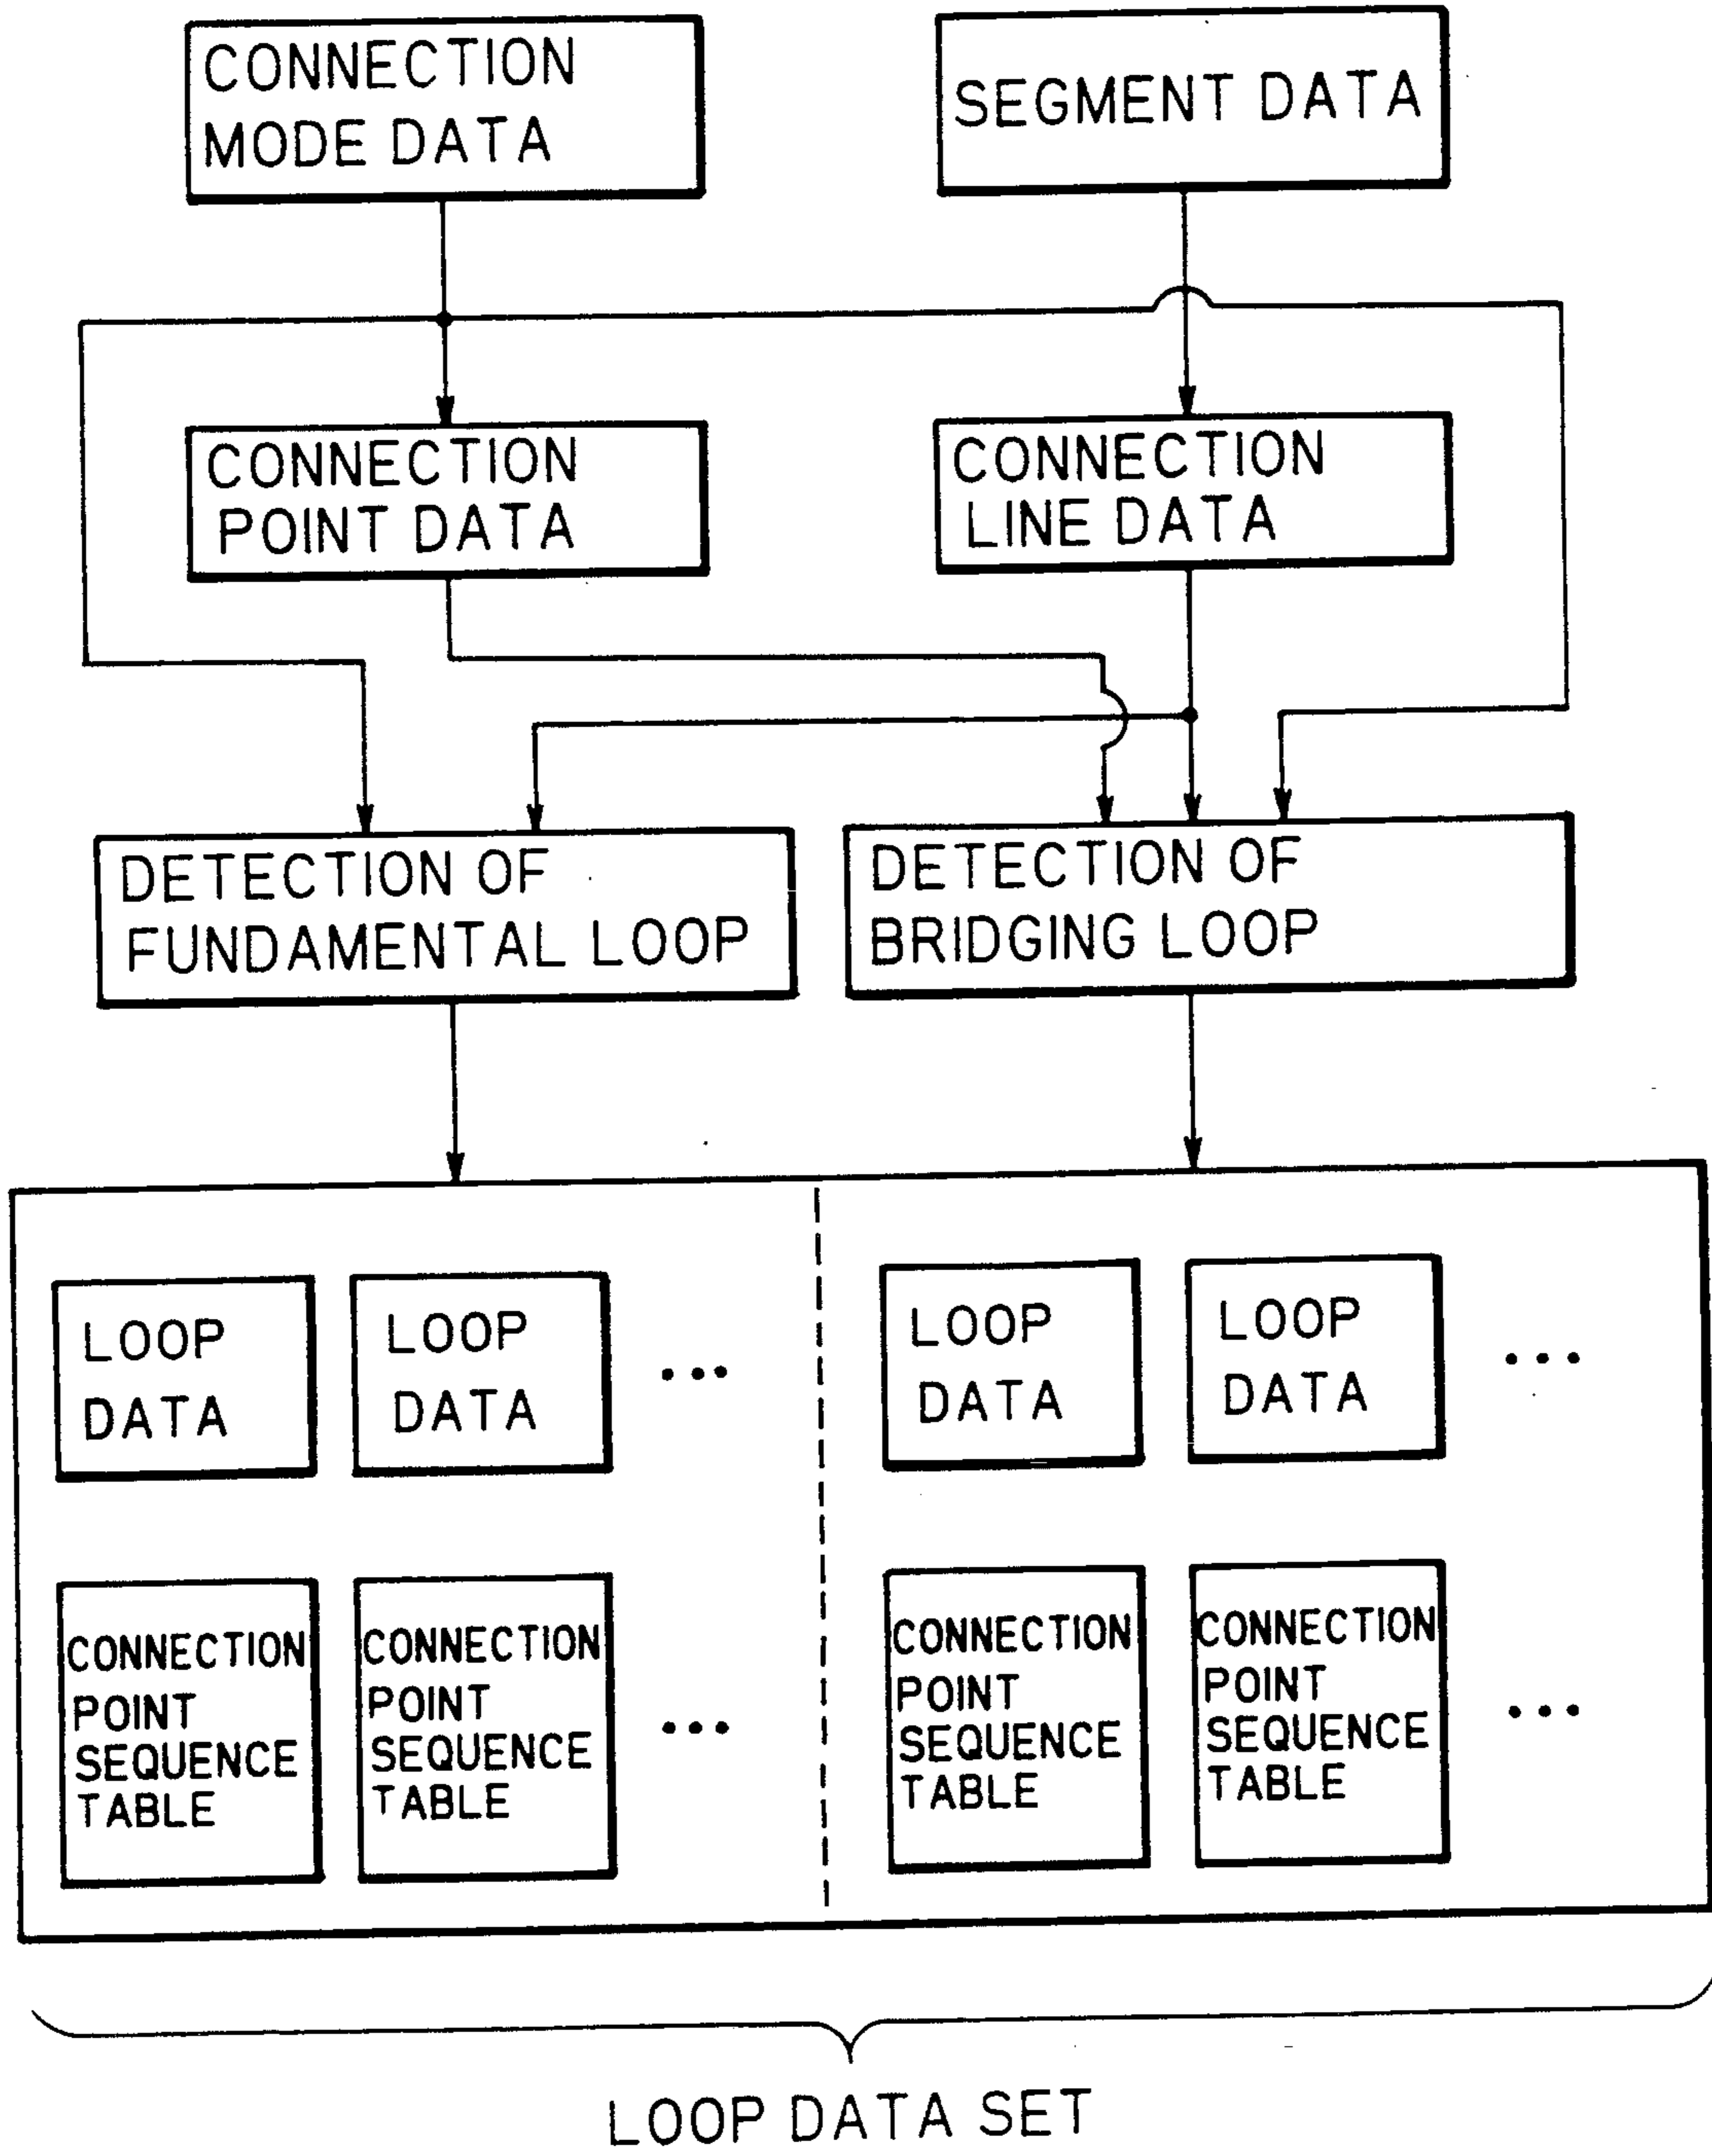 CONNECTION
MODE DATA
SEGMENT DATA
CONNECTION
POINT DATA
CONNECTION
LINE DATA
DETECTION OF
FUNDAMENTAL LOOP
DETECTION OF
BRIDGING LOOP
LOOP
DATA
LOOP
DATA
...
LOOP
DATA
LOOP
DATA
...
CONNECTION
POINT
SEQUENCE
TABLE
CONNECTION
POINT
SEQUENCE
TABLE
...
CONNECTION
POINT
SEQUENCE
TABLE
CONNECTION
POINT
SEQUENCE
TABLE
...
LOOP DATA SET